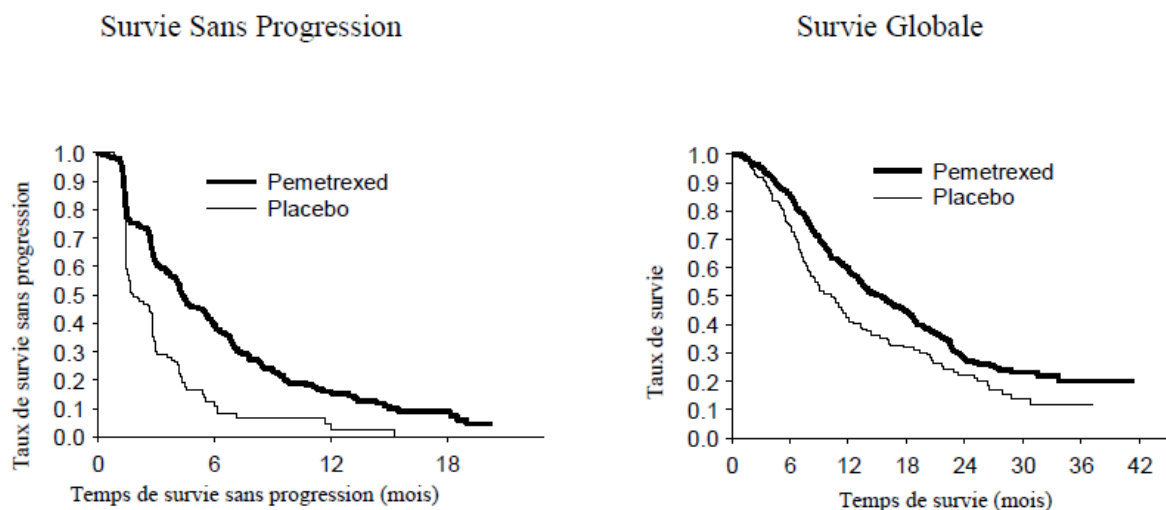 Survie Sans Progression
Taux de survie sans progression
1.0
0.9
0.8
0.7
0.6
0.5
0.4
0.3
0.2
0.1
0.0
Pemetrexed
Placebo
0 6 12 18
Temps de survie sans progression (mois)
Survie Globale
Taux de survie
1.0
0.9
0.8
0.7
0.6
0.5
0.4
0.3
0.2
0.1
0.0
Pemetrexed
Placebo
0 6 12 18 24 30 36 42
Temps de survie (mois)